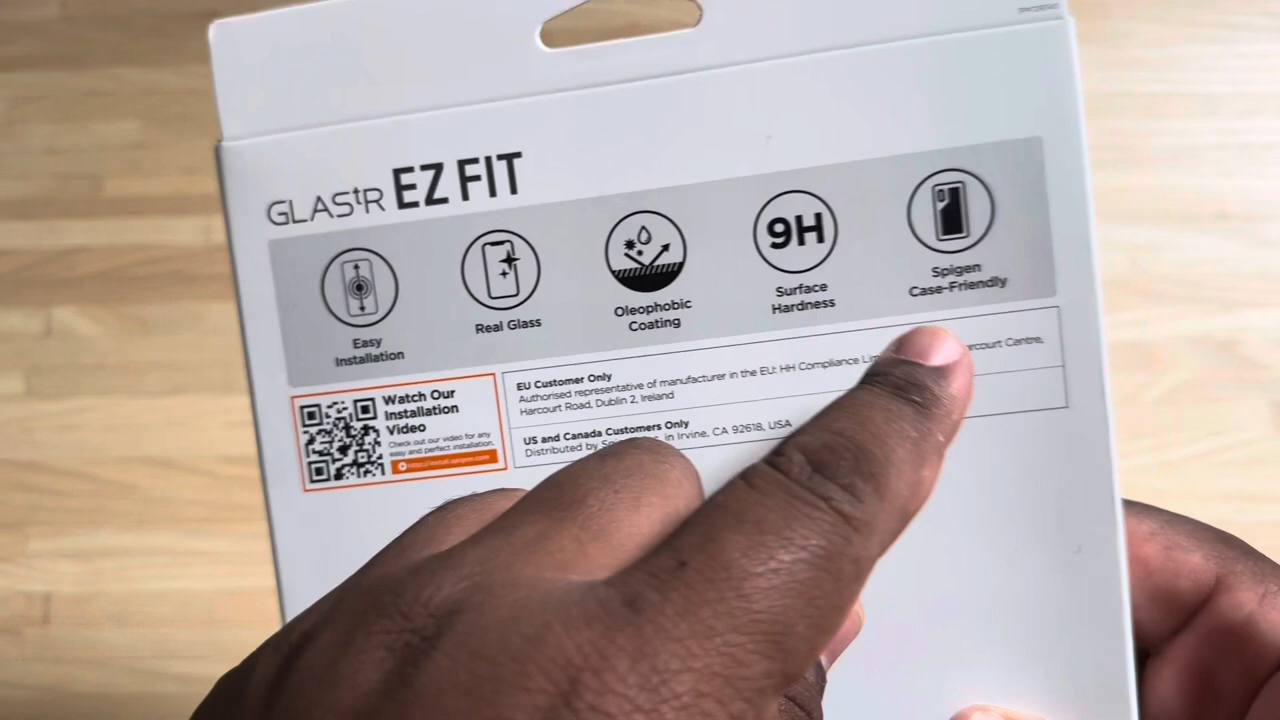 GLAStR EZ FIT
Easy
Installation
Real Glass
Oleophobic
Coating
9H
Surface
Hardness
Spigen
Case-Friendly
Watch Our
Installation
Video
Check out our video for any
easy and perfect installation.
EU Customer Only
Authorised representative of manufacturer in the EU: HH Compliance
Centre,
Harcourt Road, Dublin 2, Ireland
US and Canada Customers Only
Distributed by in Irvine, CA 92618, USA